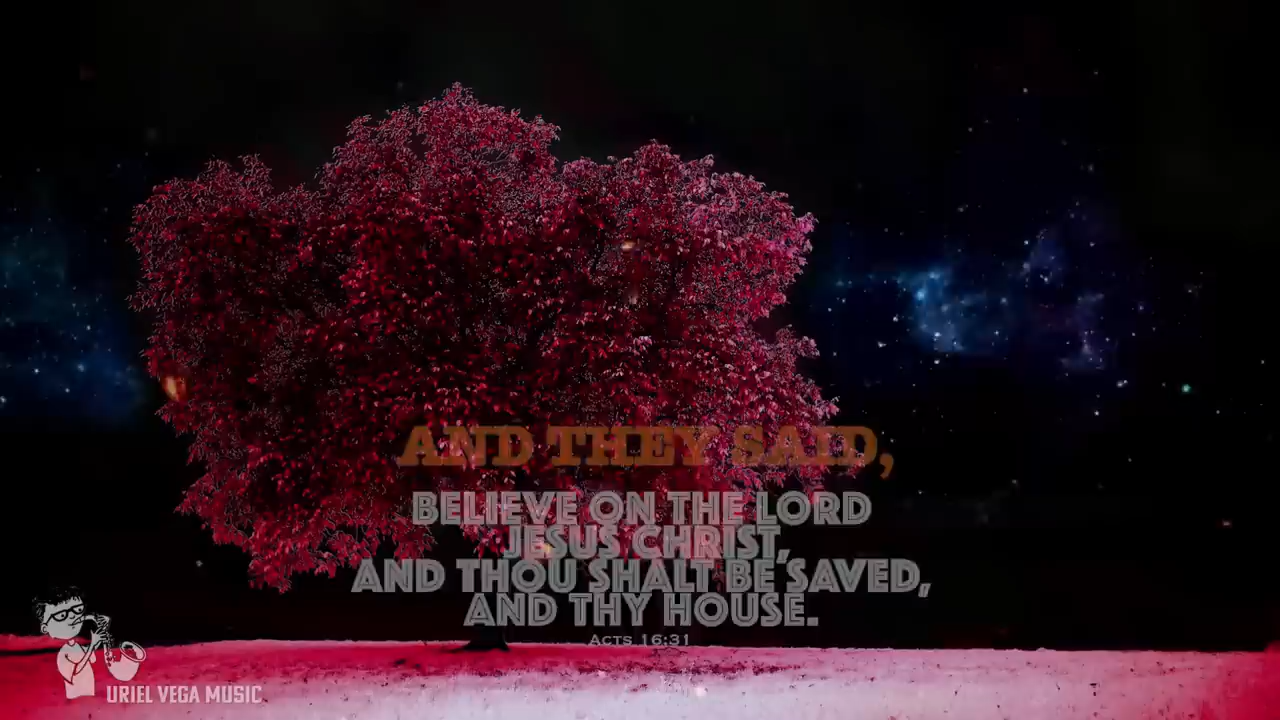 AND THEY SAID,
BELIEVE ON THE LORD
JESUS CHRIST,
AND THOU SHALT BE SAVED,
AND THY HOUSE.
ACTS 16:31
URIEL VEGA MUSIC